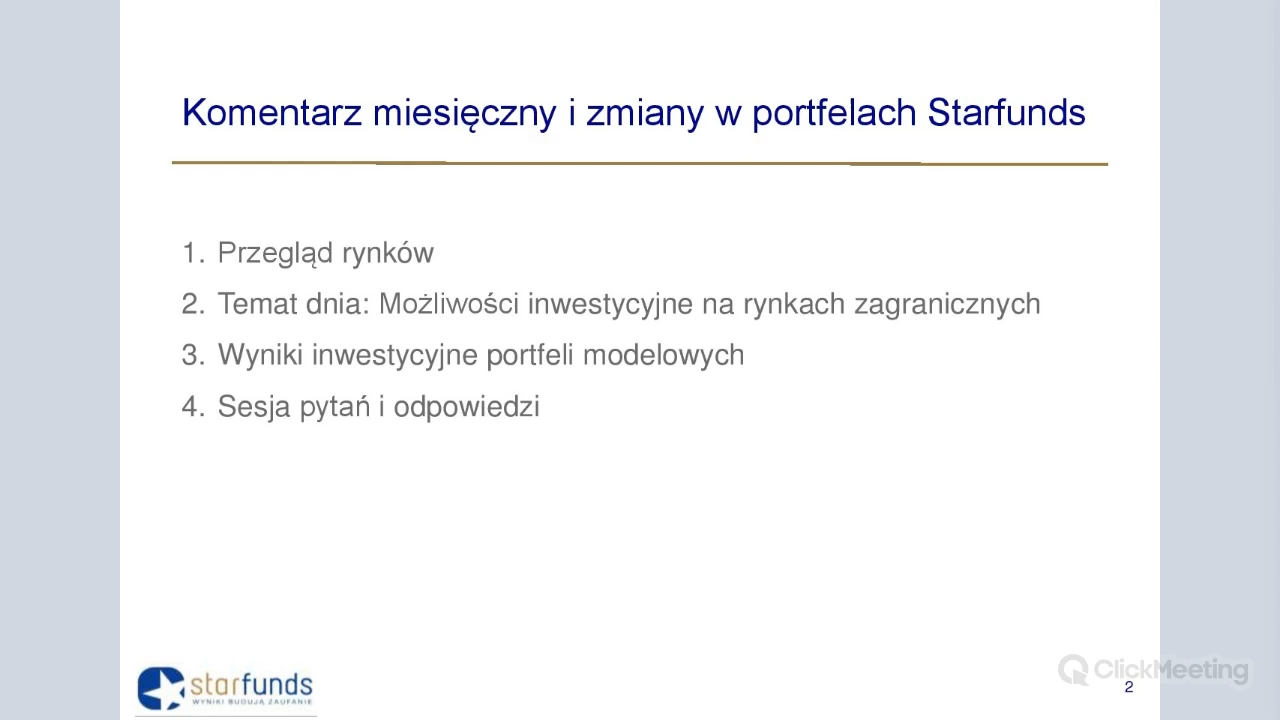 Komentarz miesięczny i zmiany w portfelach Starfunds
1. Przegląd rynków
2. Temat dnia: Możliwości inwestycyjne na rynkach zagranicznych
3. Wyniki inwestycyjne portfeli modelowych
4. Sesja pytań i odpowiedzi
starfunds
WYNIKI BUDUJĄ ZAUFANIE
ClickMeeting
2